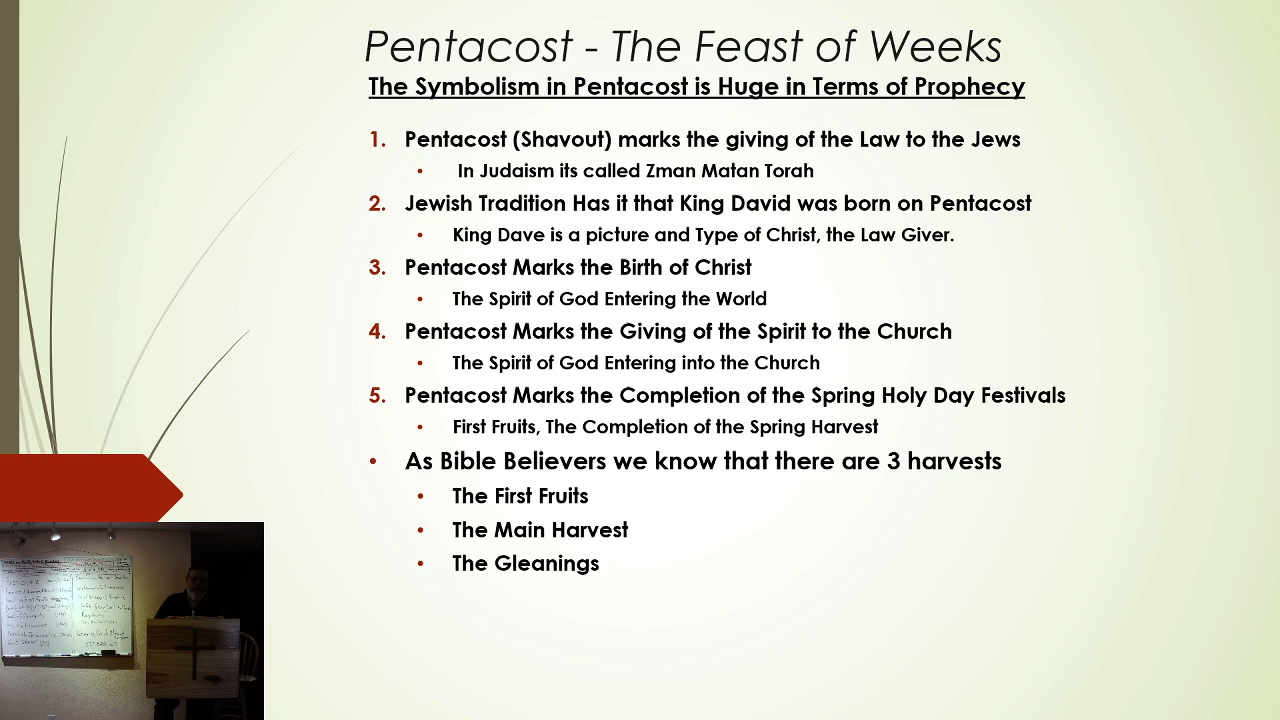 Pentacost - The Feast of Weeks
The Symbolism in Pentacost is Huge in Terms of Prophecy
1. Pentacost (Shavout) marks the giving of the Law to the Jews
• In Judaism its called Zman Matan Torah
2. Jewish Tradition Has it that King David was born on Pentacost
• King Dave is a picture and Type of Christ, the Law Giver.
3. Pentacost Marks the Birth of Christ
• The Spirit of God Entering the World
4. Pentacost Marks the Giving of the Spirit to the Church
• The Spirit of God Entering into the Church
5. Pentacost Marks the Completion of the Spring Holy Day Festivals
• First Fruits, The Completion of the Spring Harvest
• As Bible Believers we know that there are 3 harvests
• The First Fruits
• The Main Harvest
• The Gleanings